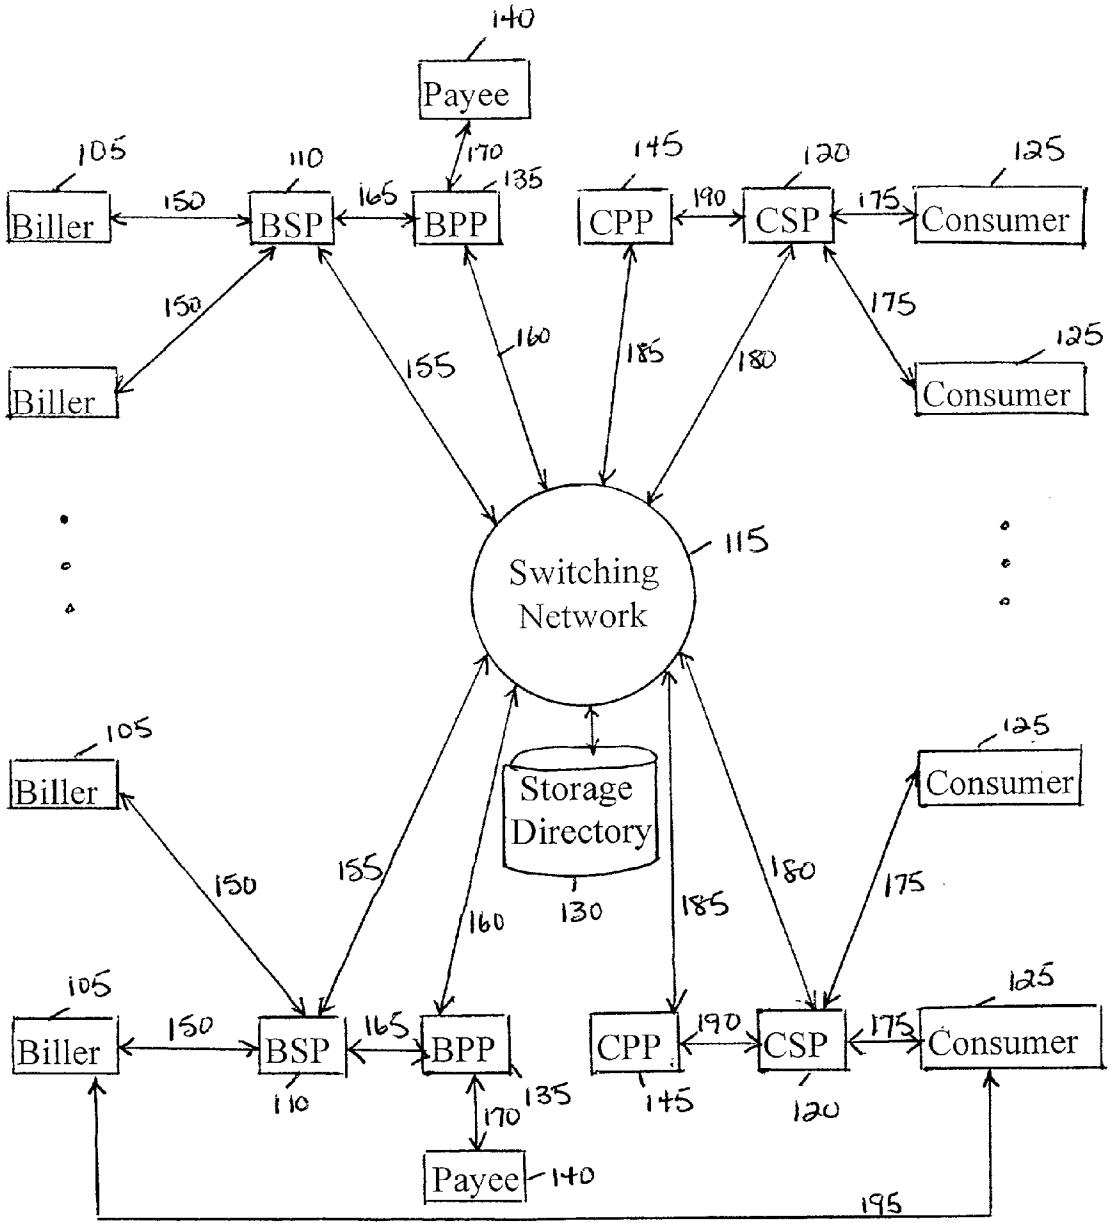 140
Payee
105
110
170
135
145
120
125
Biller
150
BSP
165
BPP
CPP
190
CSP
175
Consumer
150
155
160
185
180
175
125
Biller
Consumer
115
Switching
Network
105
125
Biller
Storage
Directory
Consumer
150
155
160
130
185
180
175
105
125
Biller
150
BSP
165
BPP
CPP
190
CSP
175
Consumer
110
170
135
145
120
Payee
140
195